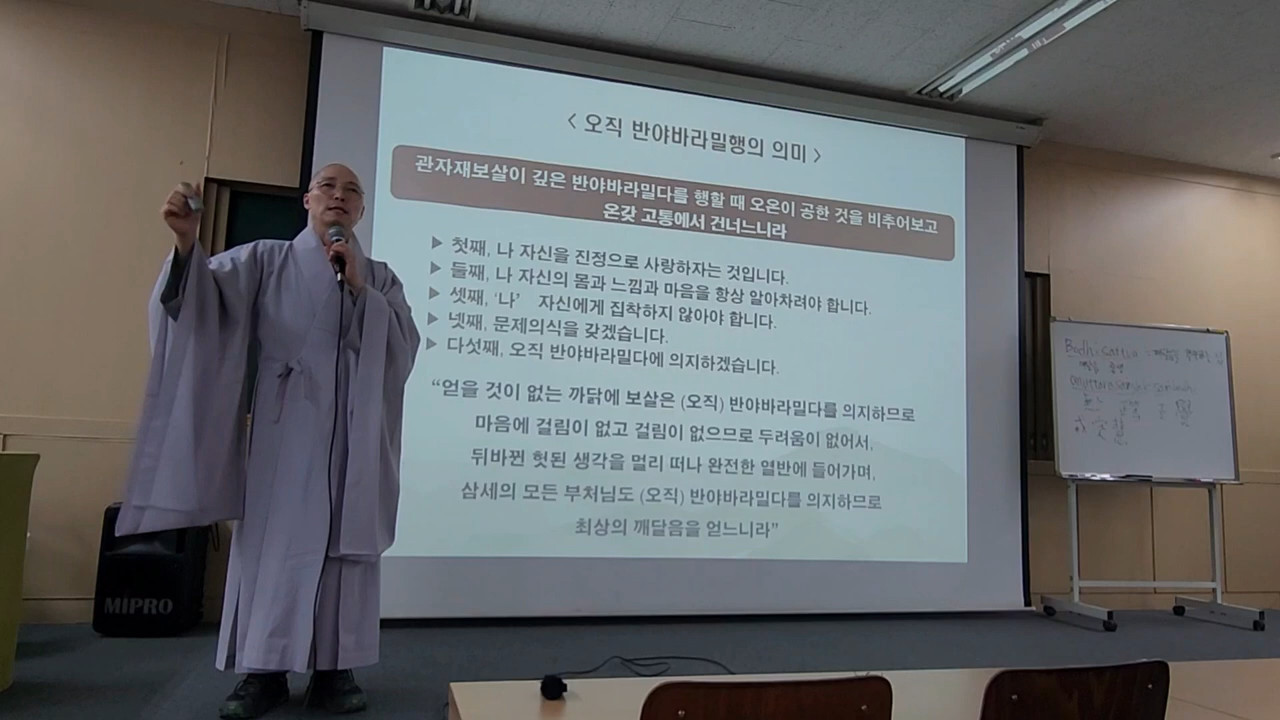 < 오직 반야바라밀행의 의미 >
관자재보살이 깊은 반야바라밀다를 행할 때 오온이 공한 것을 비추어보고
온갖 고통에서 건너느니라
▶ 첫째, 나 자신을 진정으로 사랑하자는 것입니다.
▶ 둘째, 나 자신의 몸과 느낌과 마음을 항상 알아차려야 합니다.
▶ 셋째, ‘나’ 자신에게 집착하지 않아야 합니다.
▶ 넷째, 문제의식을 갖겠습니다.
▶ 다섯째, 오직 반야바라밀다에 의지하겠습니다.
“얻을 것이 없는 까닭에 보살은 (오직) 반야바라밀다를 의지하므로
마음에 걸림이 없고 걸림이 없으므로 두려움이 없어서,
뒤바뀐 헛된 생각을 멀리 떠나 완전한 열반에 들어가며,
삼세의 모든 부처님도 (오직) 반야바라밀다를 의지하므로
최상의 깨달음을 얻느니라”
Bodhisattva
MIPRO